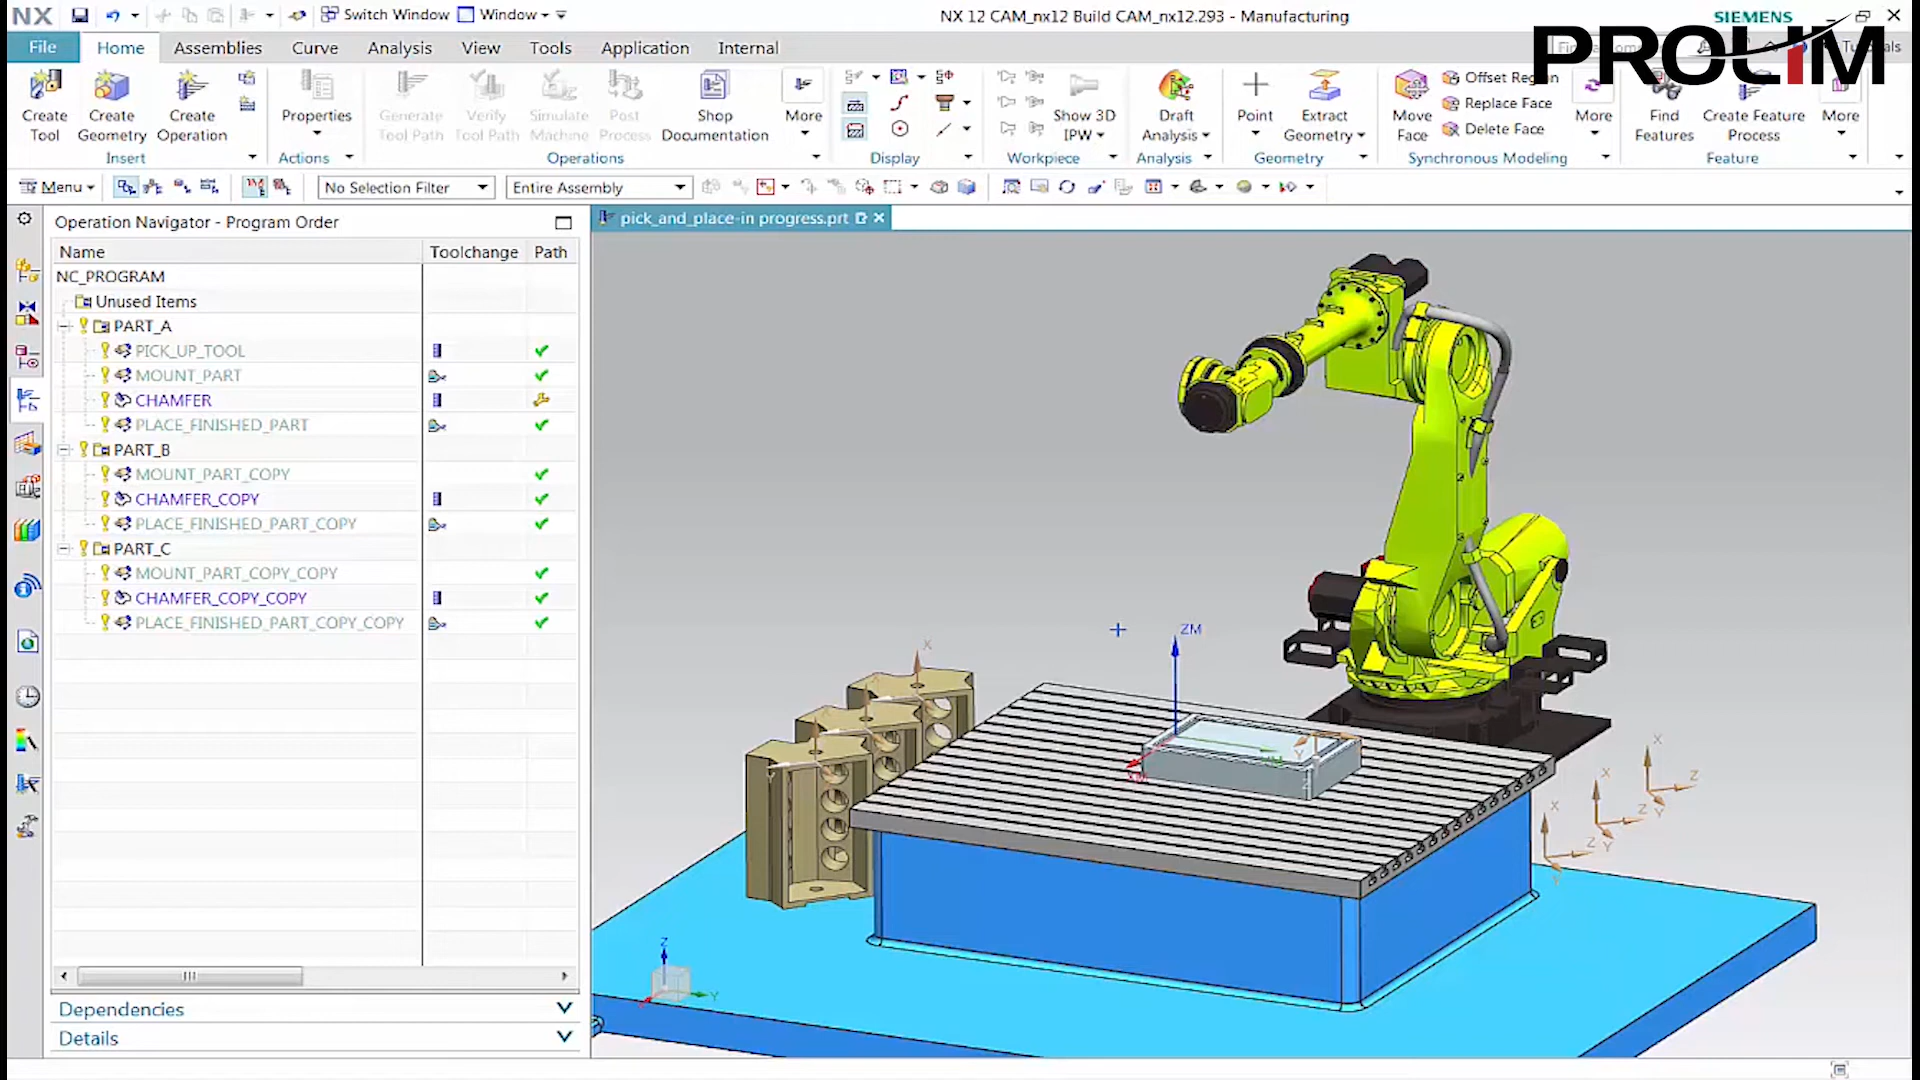 NX Switch Window Window NX 12 CAM_nx12 Build CAM_nx12.293 - Manufacturing SIEMENS
PROLIM
File Home Assemblies Curve Analysis View Tools Application Internal
Create Tool
Create Geometry
Create Operation
Insert
Properties
Actions
Generate Tool Path
Verify Tool Path
Simulate Machine
Post Process
Shop Documentation
Operations
More
Display
Show 3D IPW
Workpiece
Draft Analysis
Analysis
Point
Extract Geometry
Geometry
Move Face
Offset Region
Replace Face
Delete Face
More
Synchronous Modeling
Find Features
Create Feature Process
More
Feature
Menu No Selection Filter Entire Assembly
Operation Navigator - Program Order
pick_and_place-in progress.prt
Name Toolchange Path
NC_PROGRAM
Unused Items
PART_A
PICK_UP_TOOL
MOUNT_PART
CHAMFER
PLACE_FINISHED_PART
PART_B
MOUNT_PART_COPY
CHAMFER_COPY
PLACE_FINISHED_PART_COPY
PART_C
MOUNT_PART_COPY_COPY
CHAMFER_COPY_COPY
PLACE_FINISHED_PART_COPY_COPY
Dependencies
Details
ZM
X
Y
X
Z
Y
X
Z
Y
X
Z
Y
Z
Y